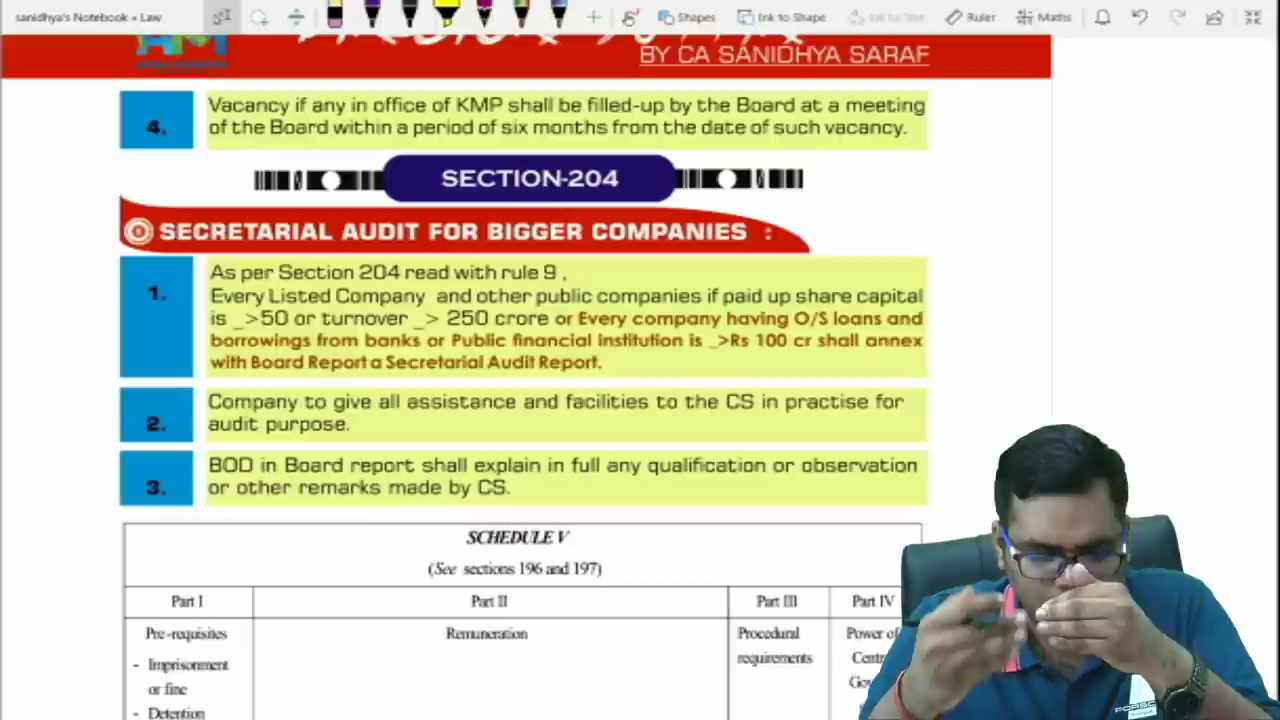 sanidhya's Notebook • Law
Shapes
Ink to Shape
Ink to Text
Ruler
Maths
BY CA SANIDHYA SARAF
4.
Vacancy if any in office of KMP shall be filled-up by the Board at a meeting
of the Board within a period of six months from the date of such vacancy.
SECTION-204
SECRETARIAL AUDIT FOR BIGGER COMPANIES :
1.
As per Section 204 read with rule 9 ,
Every Listed Company and other public companies if paid up share capital
is _>50 or turnover _> 250 crore or Every company having O/S loans and
borrowings from banks or Public financial Institution is _>Rs 100 cr shall annex
with Board Report a Secretarial Audit Report.
2.
Company to give all assistance and facilities to the CS in practise for
audit purpose.
3.
BOD in Board report shall explain in full any qualification or observation
or other remarks made by CS.
SCHEDULE V
(See sections 196 and 197)
Part I Part II Part III Part IV
Pre-requisites Remuneration Procedural Power of
requirements
- Imprisonment
or fine
- Detention